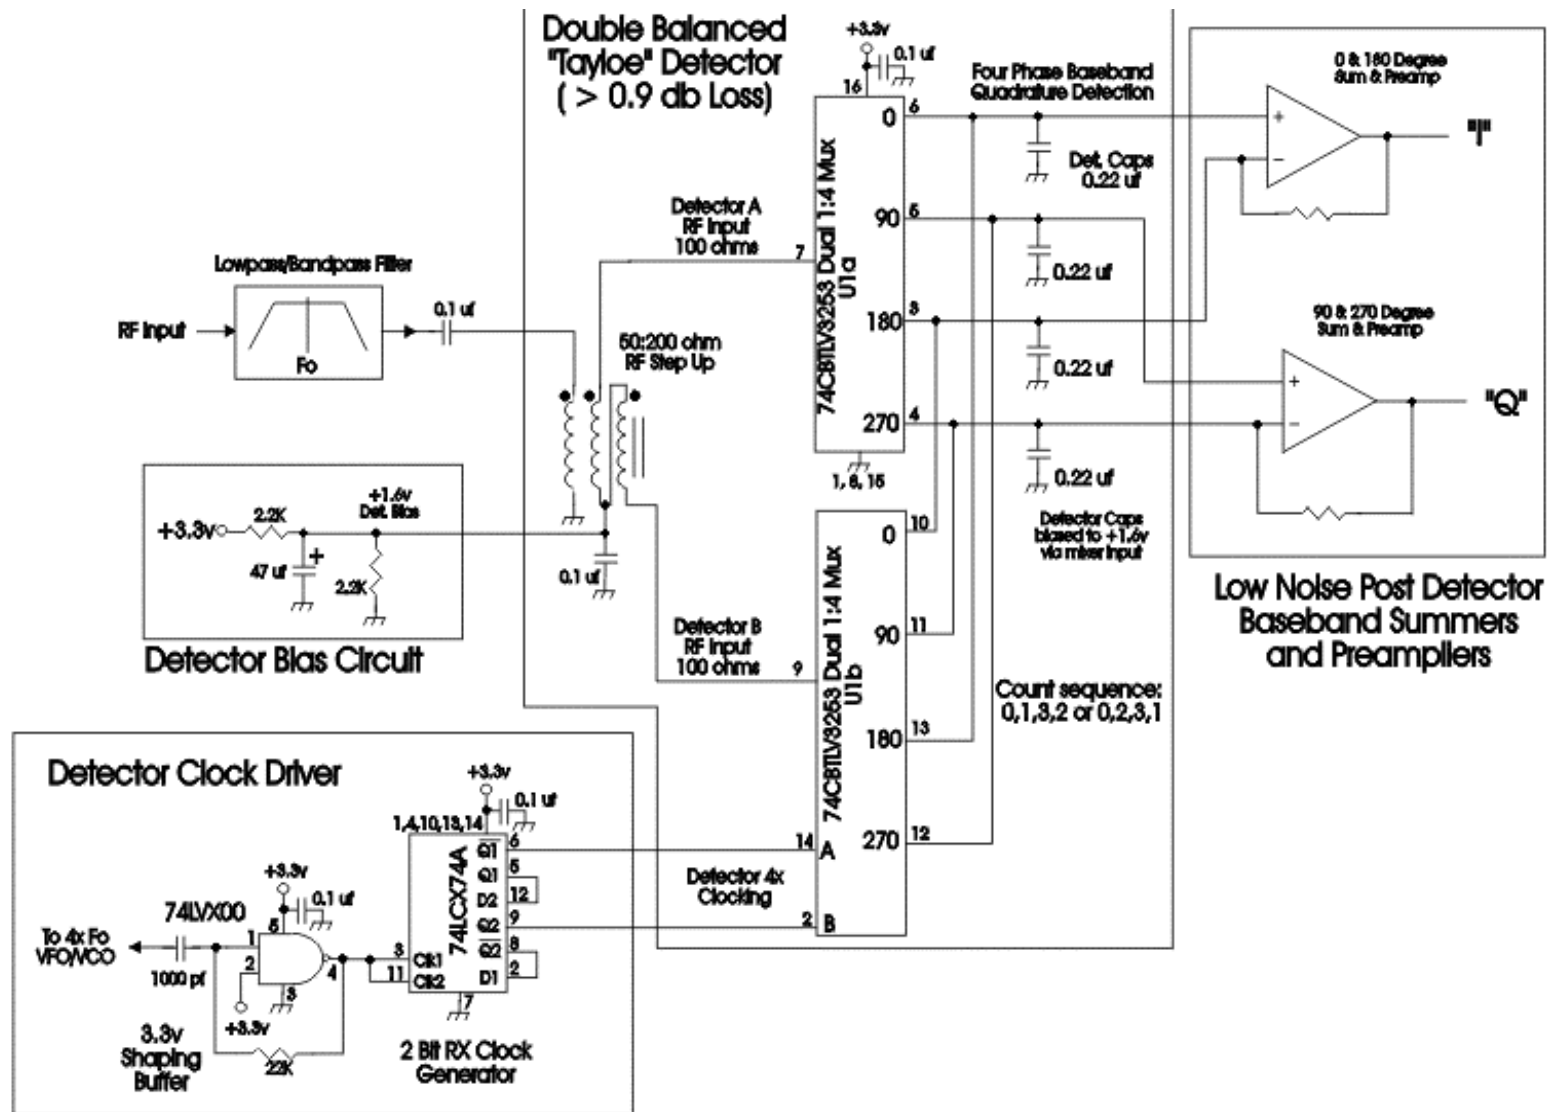 Double Balanced
"Tayloe" Detector
( > 0.9 db Loss)
+3.3v
0.1 uf
16
Four Phase Baseband
Quadrature Detection
0 & 180 Degree
Sum & Preamp
0
6
+
-
"I"
Det. Caps
0.22 uf
74CBTLV3253 Dual 1:4 Mux
U1a
Detector A
RF Input
100 ohms
7
90
5
0.22 uf
Lowpass/Bandpass Filter
RF Input
Fo
0.1 uf
50:200 ohm
RF Step Up
180
3
0.22 uf
90 & 270 Degree
Sum & Preamp
+
-
"Q"
270
4
0.22 uf
1, 8, 15
+3.3v
2.2K
+1.6v
Det. Bias
47 uf
+
2.2K
0.1 uf
Detector Bias Circuit
Detector Caps
biased to +1.6v
via mixer input
0
10
74CBTLV3253 Dual 1:4 Mux
U1b
Low Noise Post Detector
Baseband Summers
and Preampliers
Detector B
RF Input
100 ohms
9
90
11
Count sequence:
0,1,3,2 or 0,2,3,1
180
13
270
12
14
A
2
B
Detector 4x
Clocking
Detector Clock Driver
+3.3v
0.1 uf
1,4,10,13,14
74LCX74A
Q1
6
Q1
5
D2
12
Q2
9
Q2
8
D1
2
3
Clk1
11
Clk2
7
+3.3v
0.1 uf
74LVX00
To 4x Fo
VFO/VCO
1000 pf
1
2
5
4
3
+3.3v
22K
3.3v
Shaping
Buffer
2 Bit RX Clock
Generator